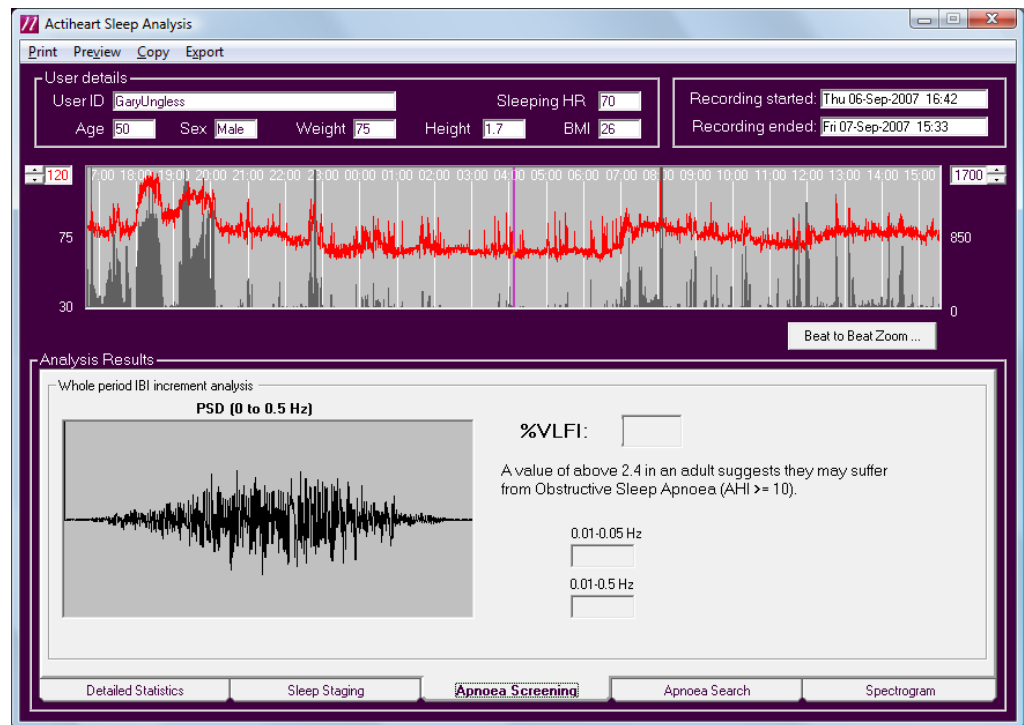 Actiheart Sleep Analysis
Print Preview Copy Export
User details
User ID GaryUngless Sleeping HR 70
Age 50 Sex Male Weight 75 Height 1.7 BMI 26
Recording started: Thu 06-Sep-2007 16:42
Recording ended: Fri 07-Sep-2007 15:33
120 7:00 18:00 19:00 20:00 21:00 22:00 23:00 00:00 01:00 02:00 03:00 04:00 05:00 06:00 07:00 08:00 09:00 10:00 11:00 12:00 13:00 14:00 15:00 1700
75 850
30 0
Beat to Beat Zoom ...
Analysis Results
Whole period IBI increment analysis
PSD (0 to 0.5 Hz)
%VLFI:
A value of above 2.4 in an adult suggests they may suffer
from Obstructive Sleep Apnoea (AHI >= 10).
0.01-0.05 Hz
0.01-0.5 Hz
Detailed Statistics Sleep Staging Apnoea Screening Apnoea Search Spectrogram